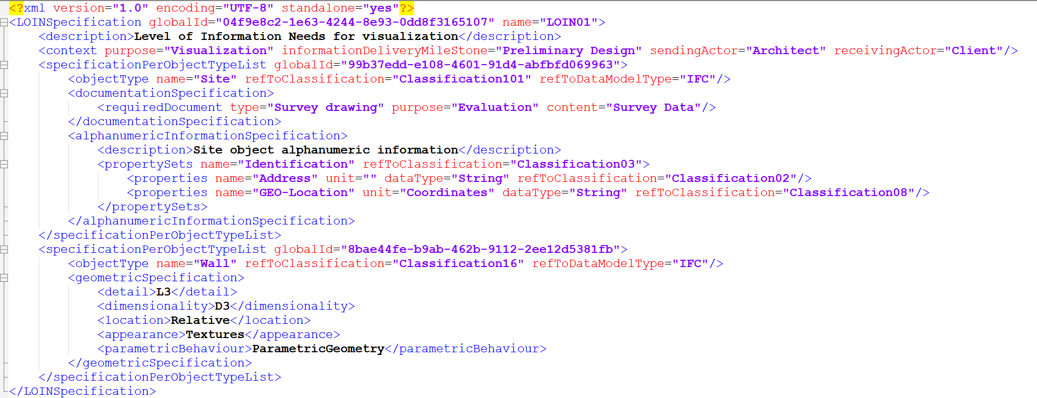 <?xml version="1.0" encoding="UTF-8" standalone="yes"?>
<LOINSpecification globalId="04f9e8c2-1e63-4244-8e93-0dd8f3165107" name="LOIN01">
<description>Level of Information Needs for visualization</description>
<context purpose="Visualization" informationDeliveryMileStone="Preliminary Design" sendingActor="Architect" receivingActor="Client"/>
<specificationPerObjectTypeList globalId="99b37edd-e108-4601-91d4-abfbfd069963">
<objectType name="Site" refToClassification="Classification101" refToDataModelType="IFC"/>
<documentationSpecification>
<requiredDocument type="Survey drawing" purpose="Evaluation" content="Survey Data"/>
</documentationSpecification>
<alphanumericInformationSpecification>
<description>Site object alphanumeric information</description>
<propertySets name="Identification" refToClassification="Classification03">
<properties name="Address" unit="" dataType="String" refToClassification="Classification02"/>
<properties name="GEO-Location" unit="Coordinates" dataType="String" refToClassification="Classification08"/>
</propertySets>
</alphanumericInformationSpecification>
</specificationPerObjectTypeList>
<specificationPerObjectTypeList globalId="8bae44fe-b9ab-462b-9112-2ee12d5381fb">
<objectType name="Wall" refToClassification="Classification16" refToDataModelType="IFC"/>
<geometricSpecification>
<detail>L3</detail>
<dimensionality>D3</dimensionality>
<location>Relative</location>
<appearance>Textures</appearance>
<parametricBehaviour>ParametricGeometry</parametricBehaviour>
</geometricSpecification>
</specificationPerObjectTypeList>
</LOINSpecification>